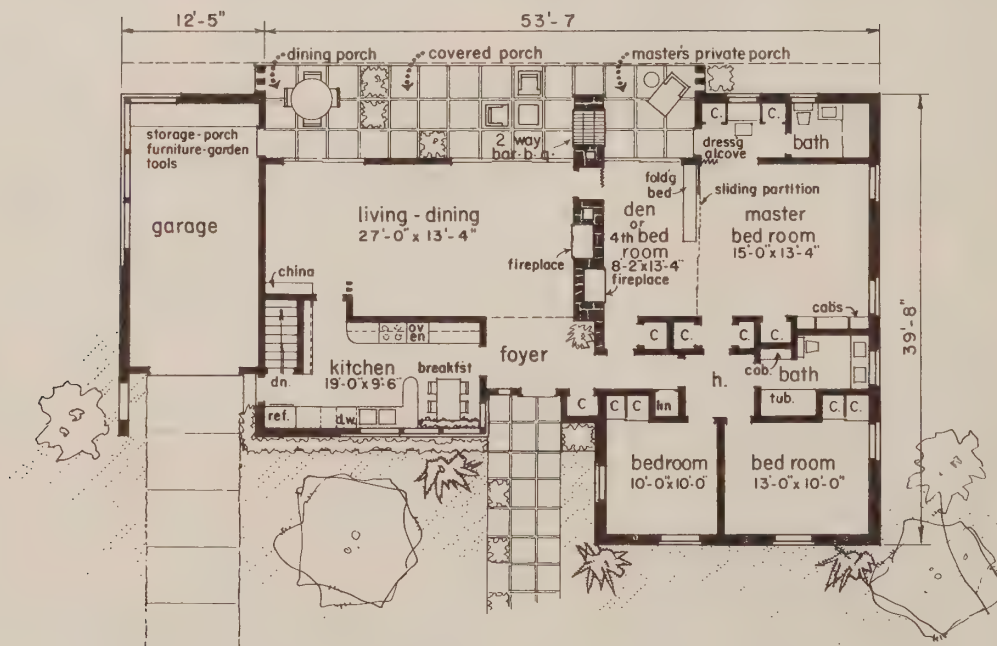 12'-5"
53'-7
dining porch
covered porch
master's private porch
storage-porch
furniture-garden
tools
garage
2 way
bar-b-q.
C.
C.
dress'g
alcove
bath
living - dining
27'-0" x 13'-4"
fold'g
bed
sliding partition
den
or
4th bed
room
8-2"x13'-4"
master
bed room
15'-0"x 13'-4"
fireplace
fireplace
china
cabs
39'-8"
ov
en
foyer
C.
C.
C.
C.
kitchen
19'-0"x 9'-6"
breakfst
dn.
h.
cab.
bath
tub.
ref.
d.w.
C
C
C
lin
C.
C.
bedroom
10'-0"x10'-0"
bed room
13'-0"x 10'-0"